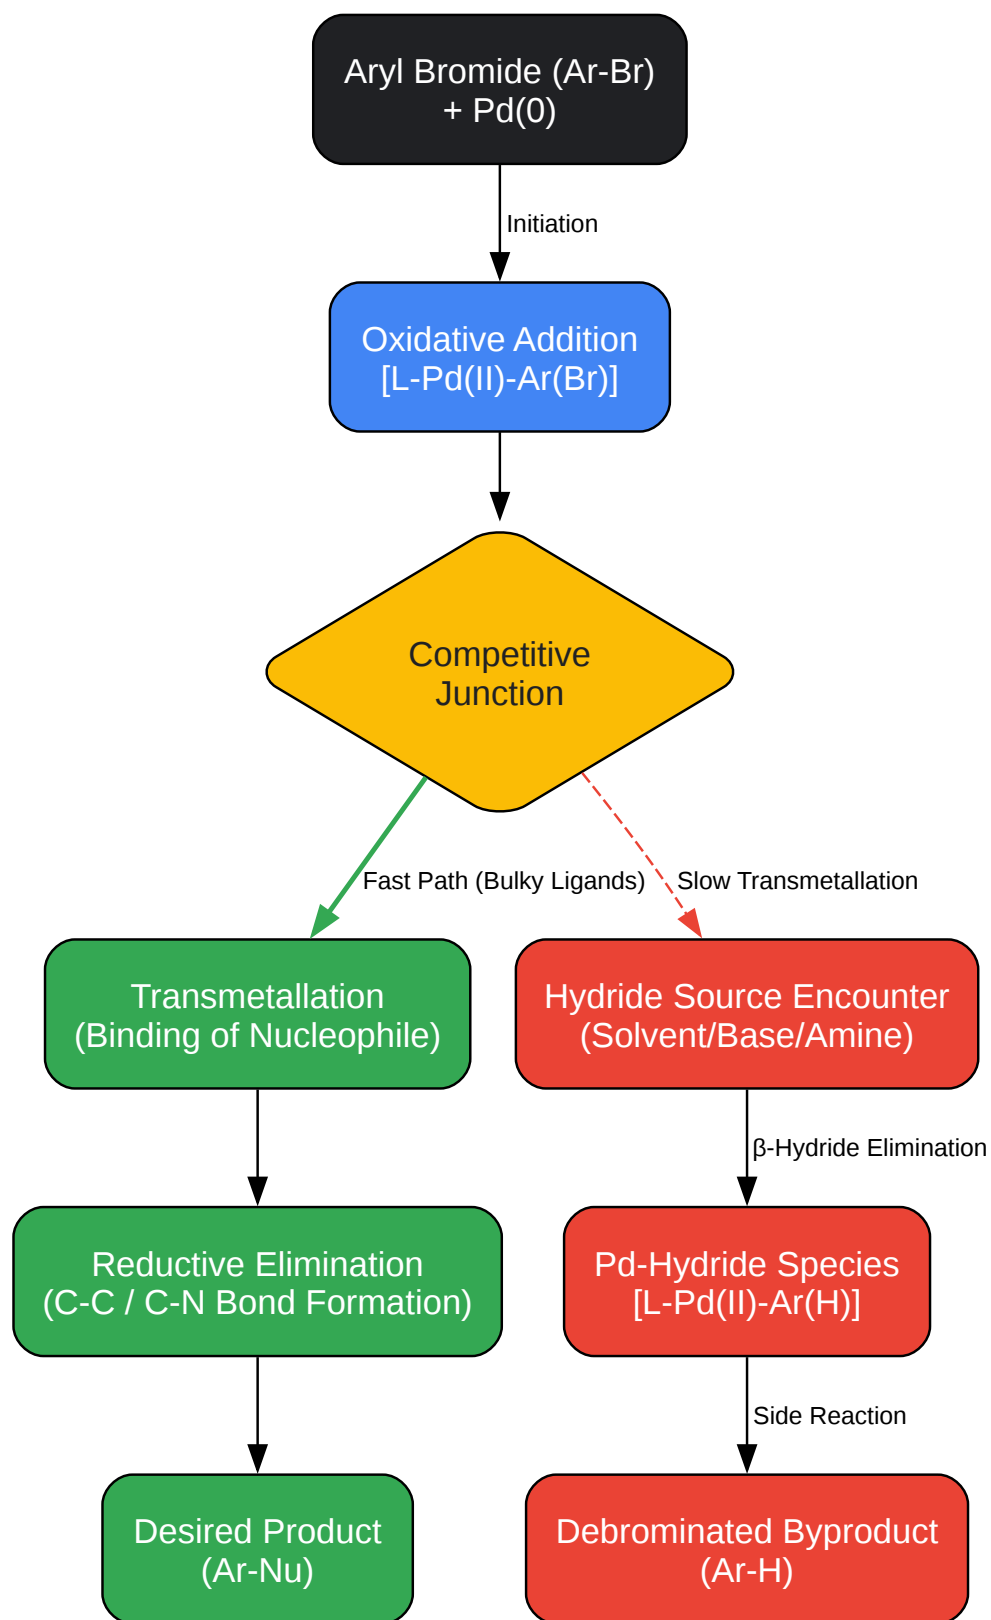 Aryl Bromide (Ar-Br)
+ Pd(0)
Initiation
Oxidative Addition
[L-Pd(II)-Ar(Br)]
Competitive
Junction
Fast Path (Bulky Ligands)
Slow Transmetallation
Transmetallation
(Binding of Nucleophile)
Hydride Source Encounter
(Solvent/Base/Amine)
β-Hydride Elimination
Reductive Elimination
(C-C / C-N Bond Formation)
Pd-Hydride Species
[L-Pd(II)-Ar(H)]
Side Reaction
Desired Product
(Ar-Nu)
Debrominated Byproduct
(Ar-H)